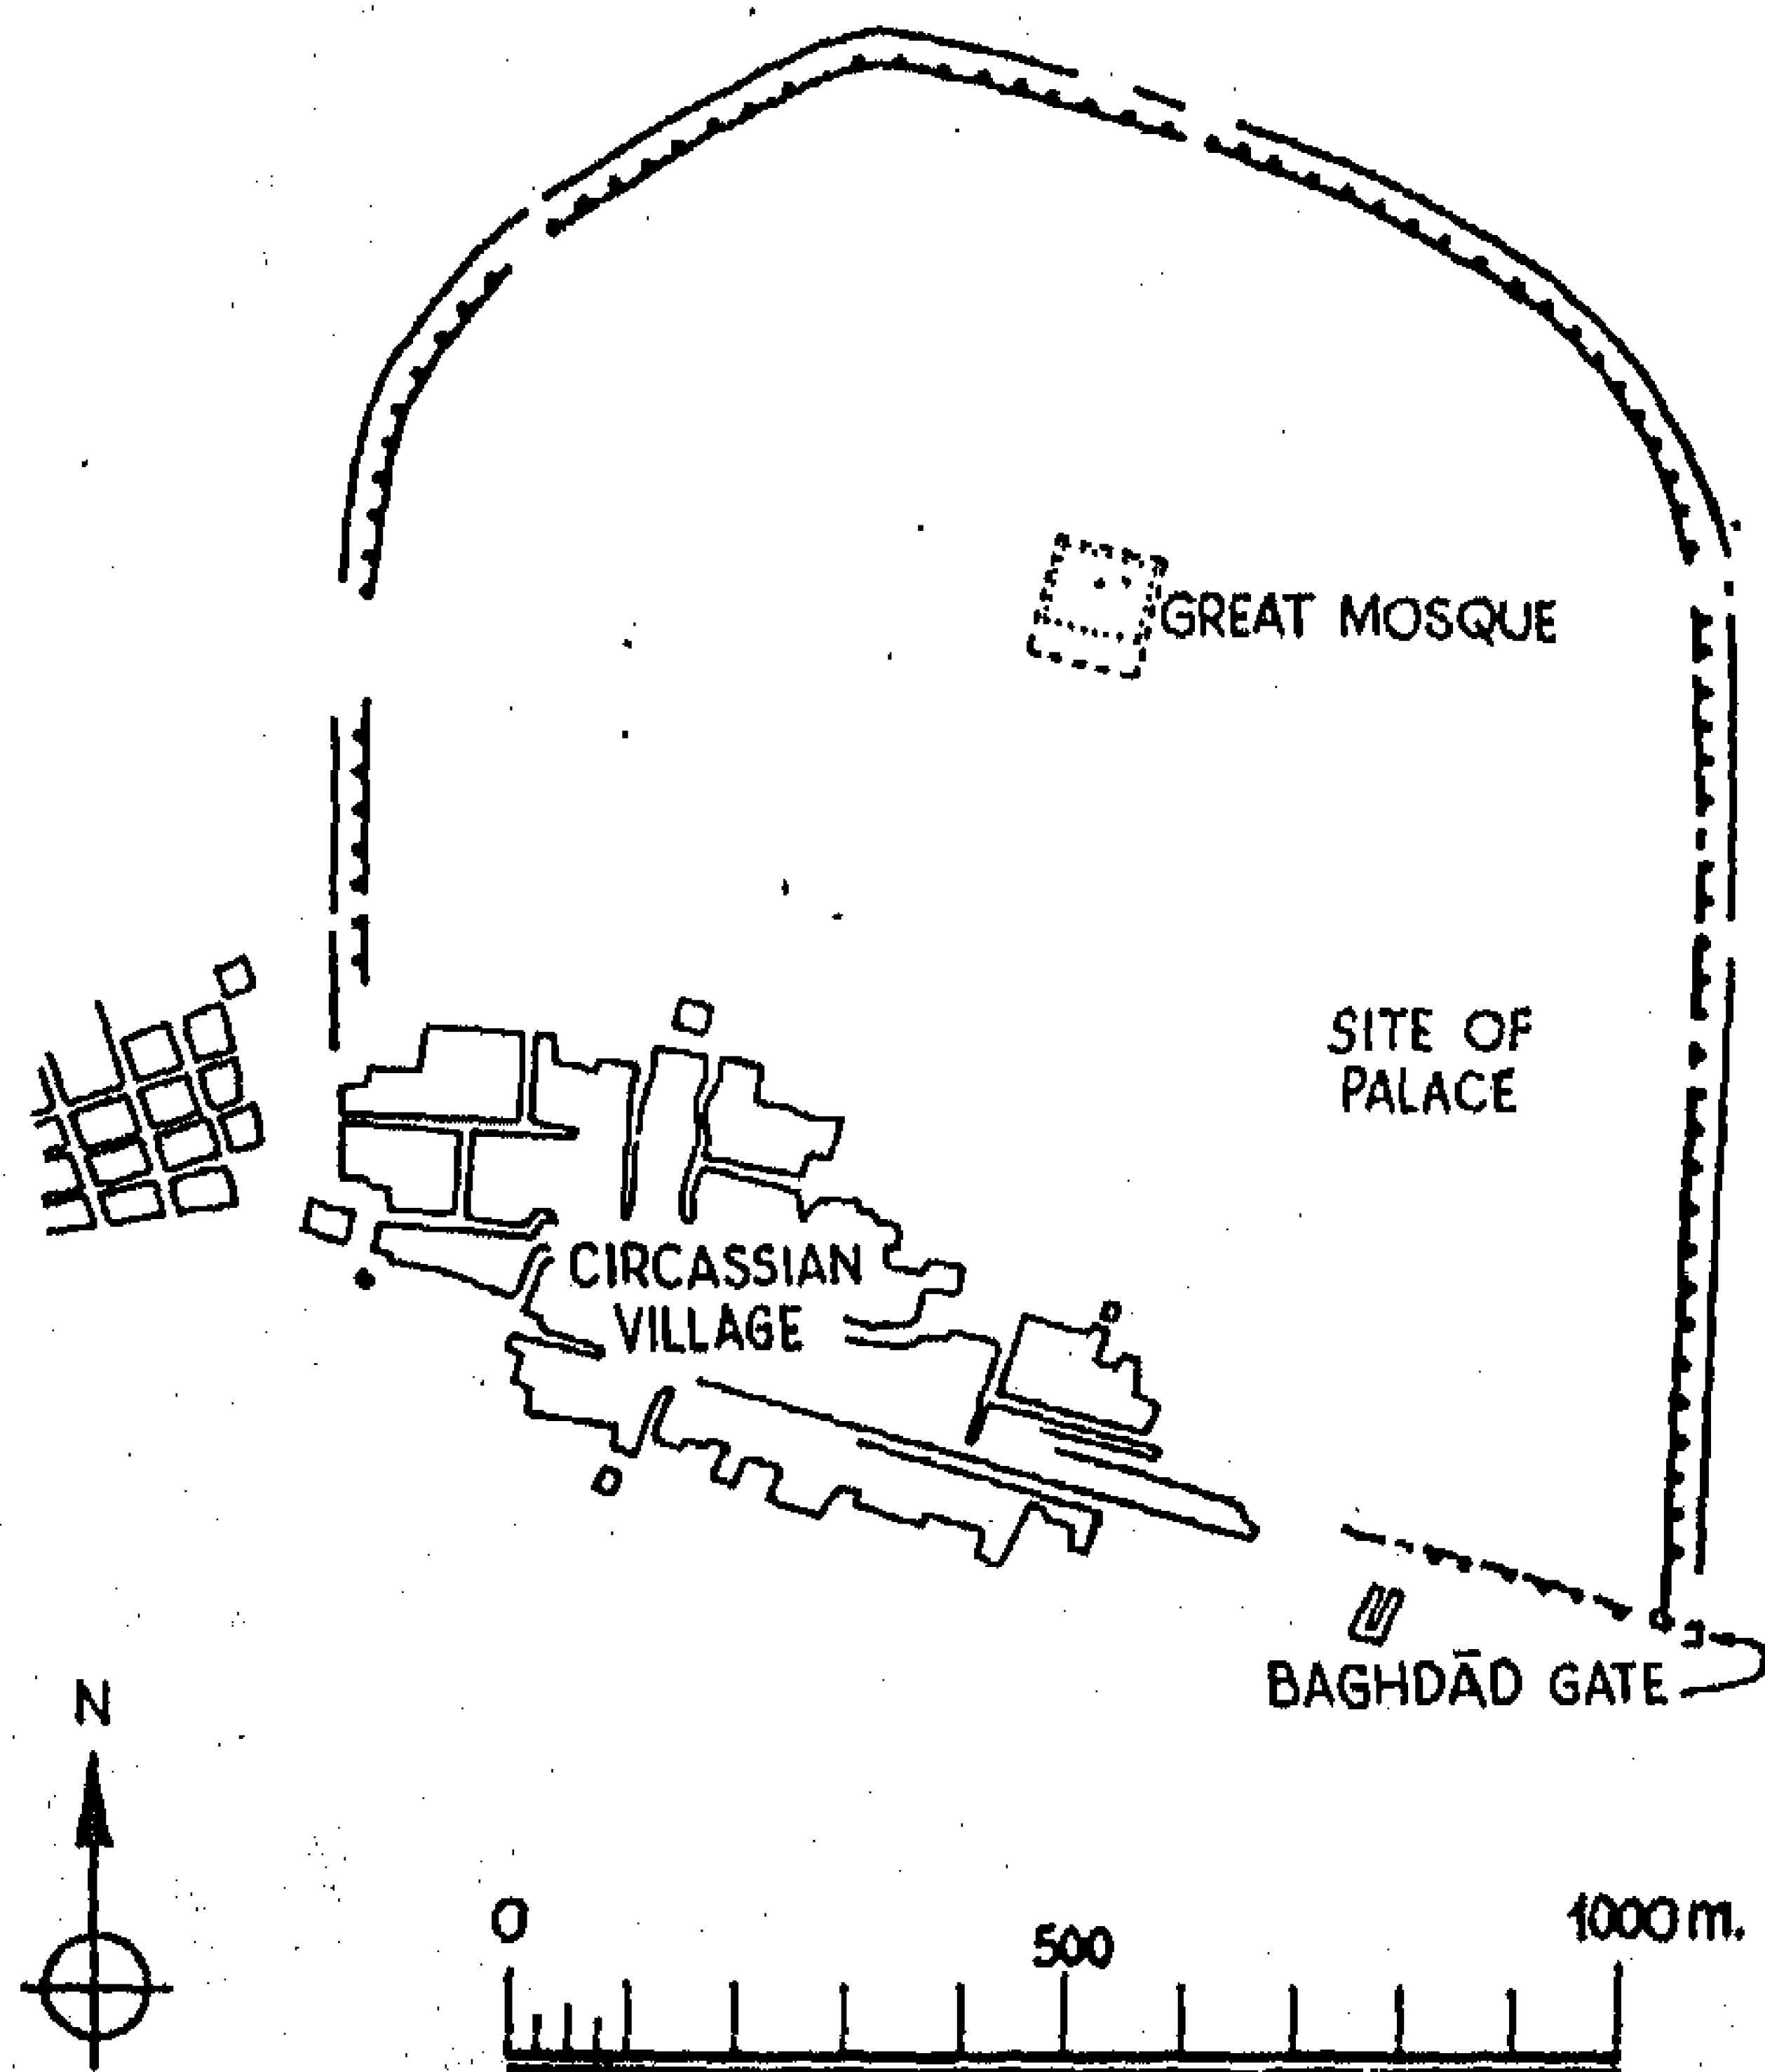 GREAT MOSQUE
SITE OF
PALACE
CIRCASSIAN
VILLAGE
BAGHDĀD GATE
N
0
500
1000 m.